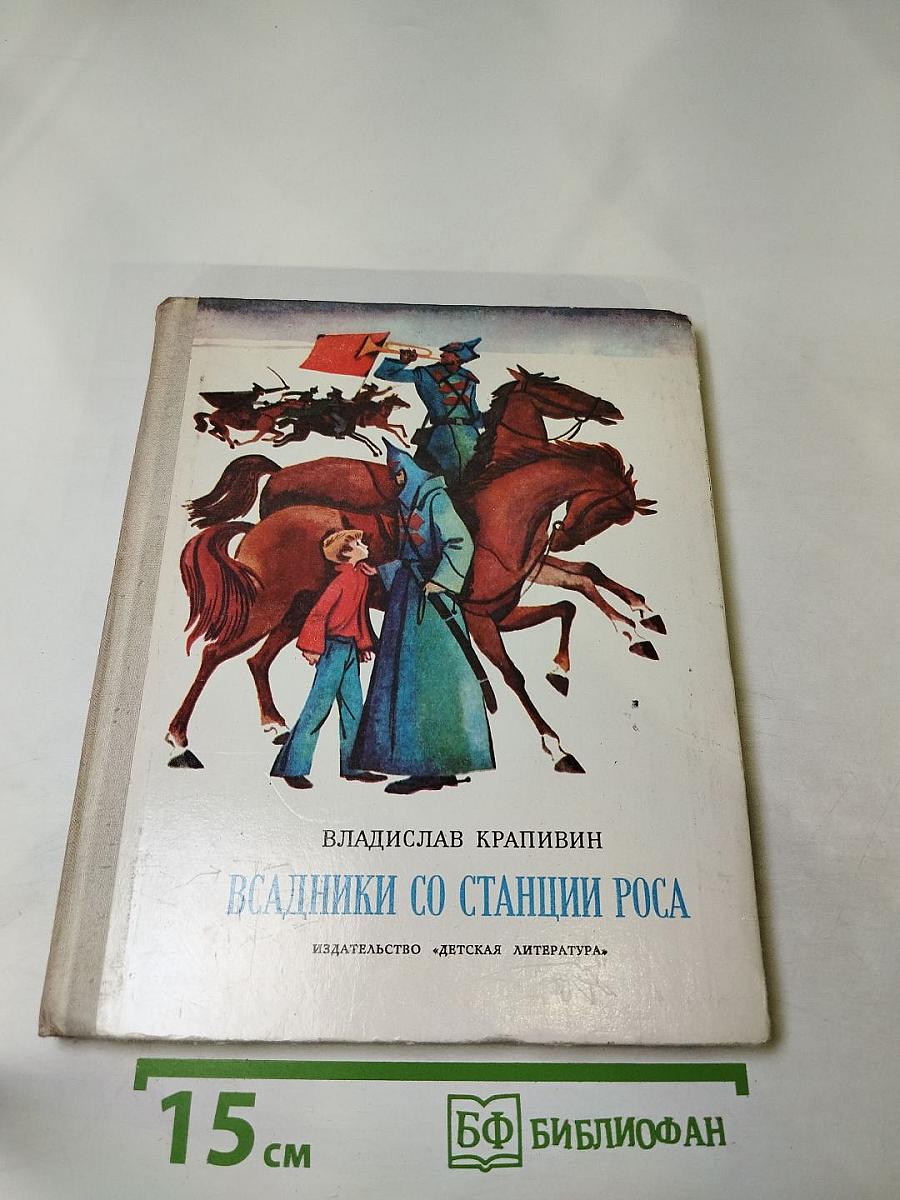 ВЛАДИСЛАВ КРАПИВИН
ВСАДНИКИ СО СТАНЦИИ РОСА
ИЗДАТЕЛЬСТВО «ДЕТСКАЯ ЛИТЕРАТУРА»
15 см
БФ БИБЛИОФАН